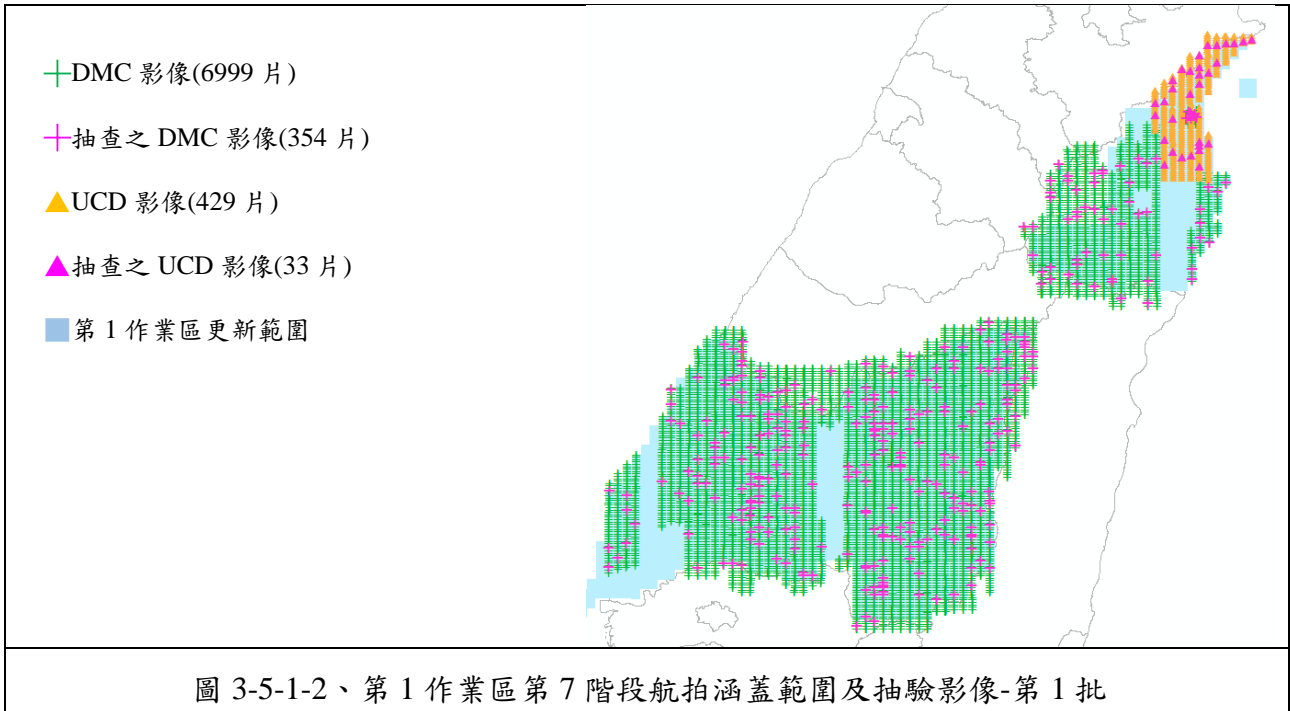 DMC 影像(6999 片)
抽查之 DMC 影像(354 片)
UCD 影像(429 片)
抽查之 UCD 影像(33 片)
第 1 作業區更新範圍
圖 3-5-1-2、第 1 作業區第 7 階段航拍涵蓋範圍及抽驗影像-第 1 批